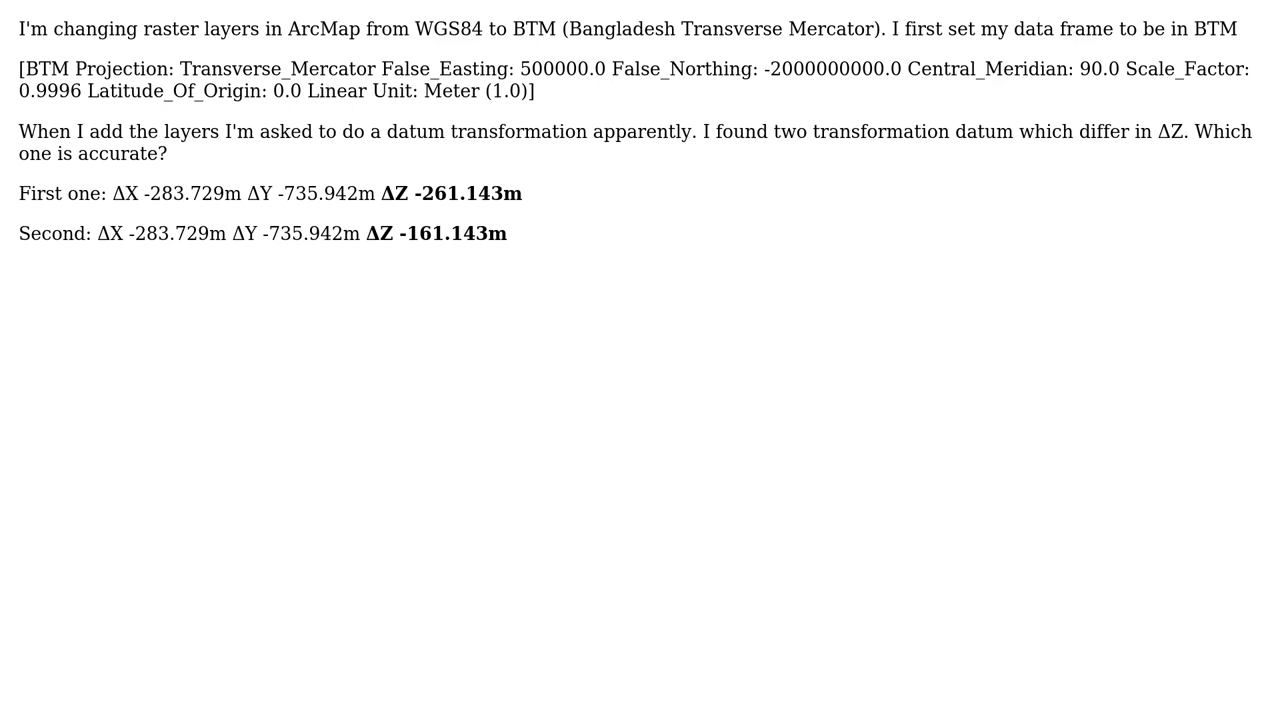 I'm changing raster layers in ArcMap from WGS84 to BTM (Bangladesh Transverse Mercator). I first set my data frame to be in BTM
[BTM Projection: Transverse_Mercator False_Easting: 500000.0 False_Northing: -2000000000.0 Central_Meridian: 90.0 Scale_Factor:
0.9996 Latitude_Of_Origin: 0.0 Linear Unit: Meter (1.0)]
When I add the layers I'm asked to do a datum transformation apparently. I found two transformation datum which differ in ΔZ. Which
one is accurate?
First one: ΔX -283.729m ΔY -735.942m ΔZ -261.143m
Second: ΔX -283.729m ΔY -735.942m ΔZ -161.143m